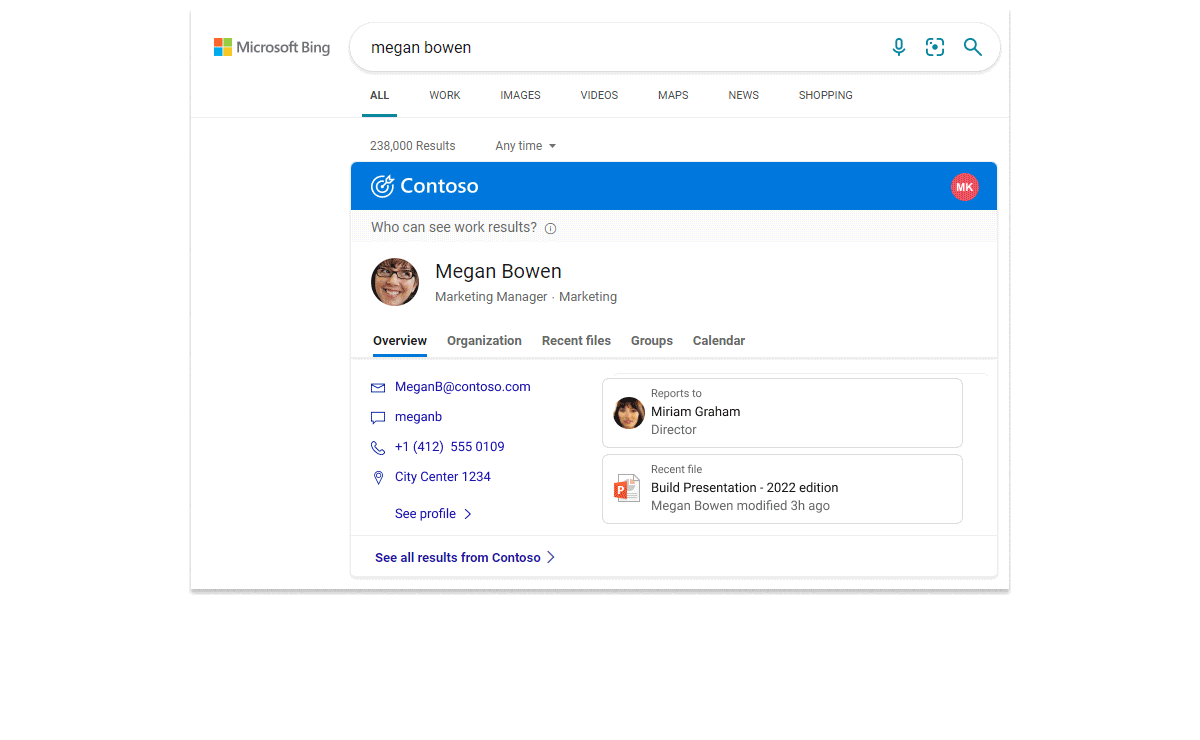 Microsoft Bing
megan bowen
ALL WORK IMAGES VIDEOS MAPS NEWS SHOPPING
238,000 Results Any time
Contoso MK
Who can see work results?
Megan Bowen
Marketing Manager · Marketing
Overview Organization Recent files Groups Calendar
MeganB@contoso.com
meganb
+1 (412) 555 0109
City Center 1234
See profile
Reports to
Miriam Graham
Director
Recent file
P
Build Presentation - 2022 edition
Megan Bowen modified 3h ago
See all results from Contoso